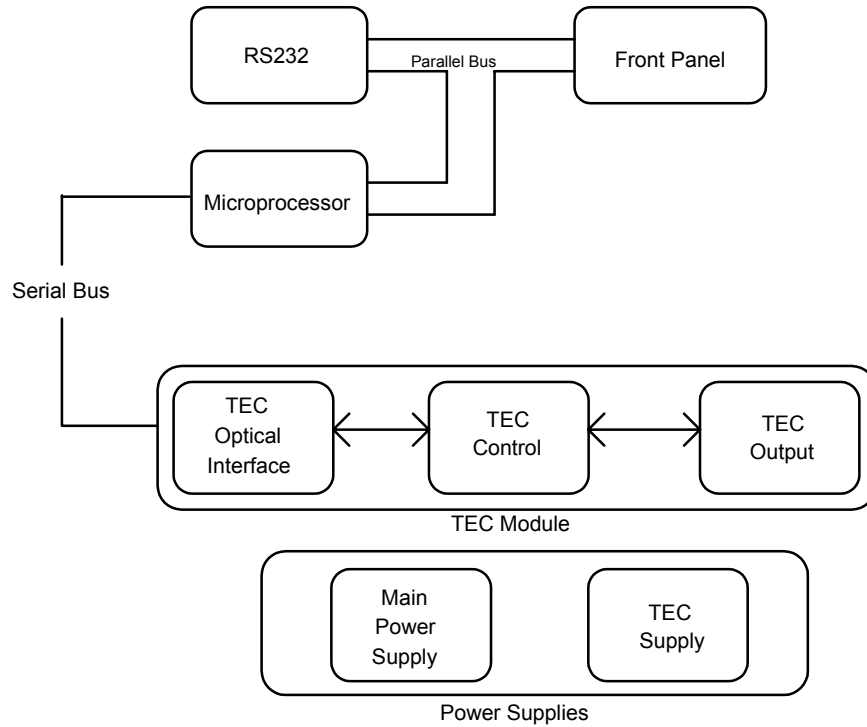 RS232
Parallel Bus
Front Panel
Microprocessor
Serial Bus
TEC
Optical
Interface
TEC
Control
TEC
Output
TEC Module
Main
Power
Supply
TEC
Supply
Power Supplies